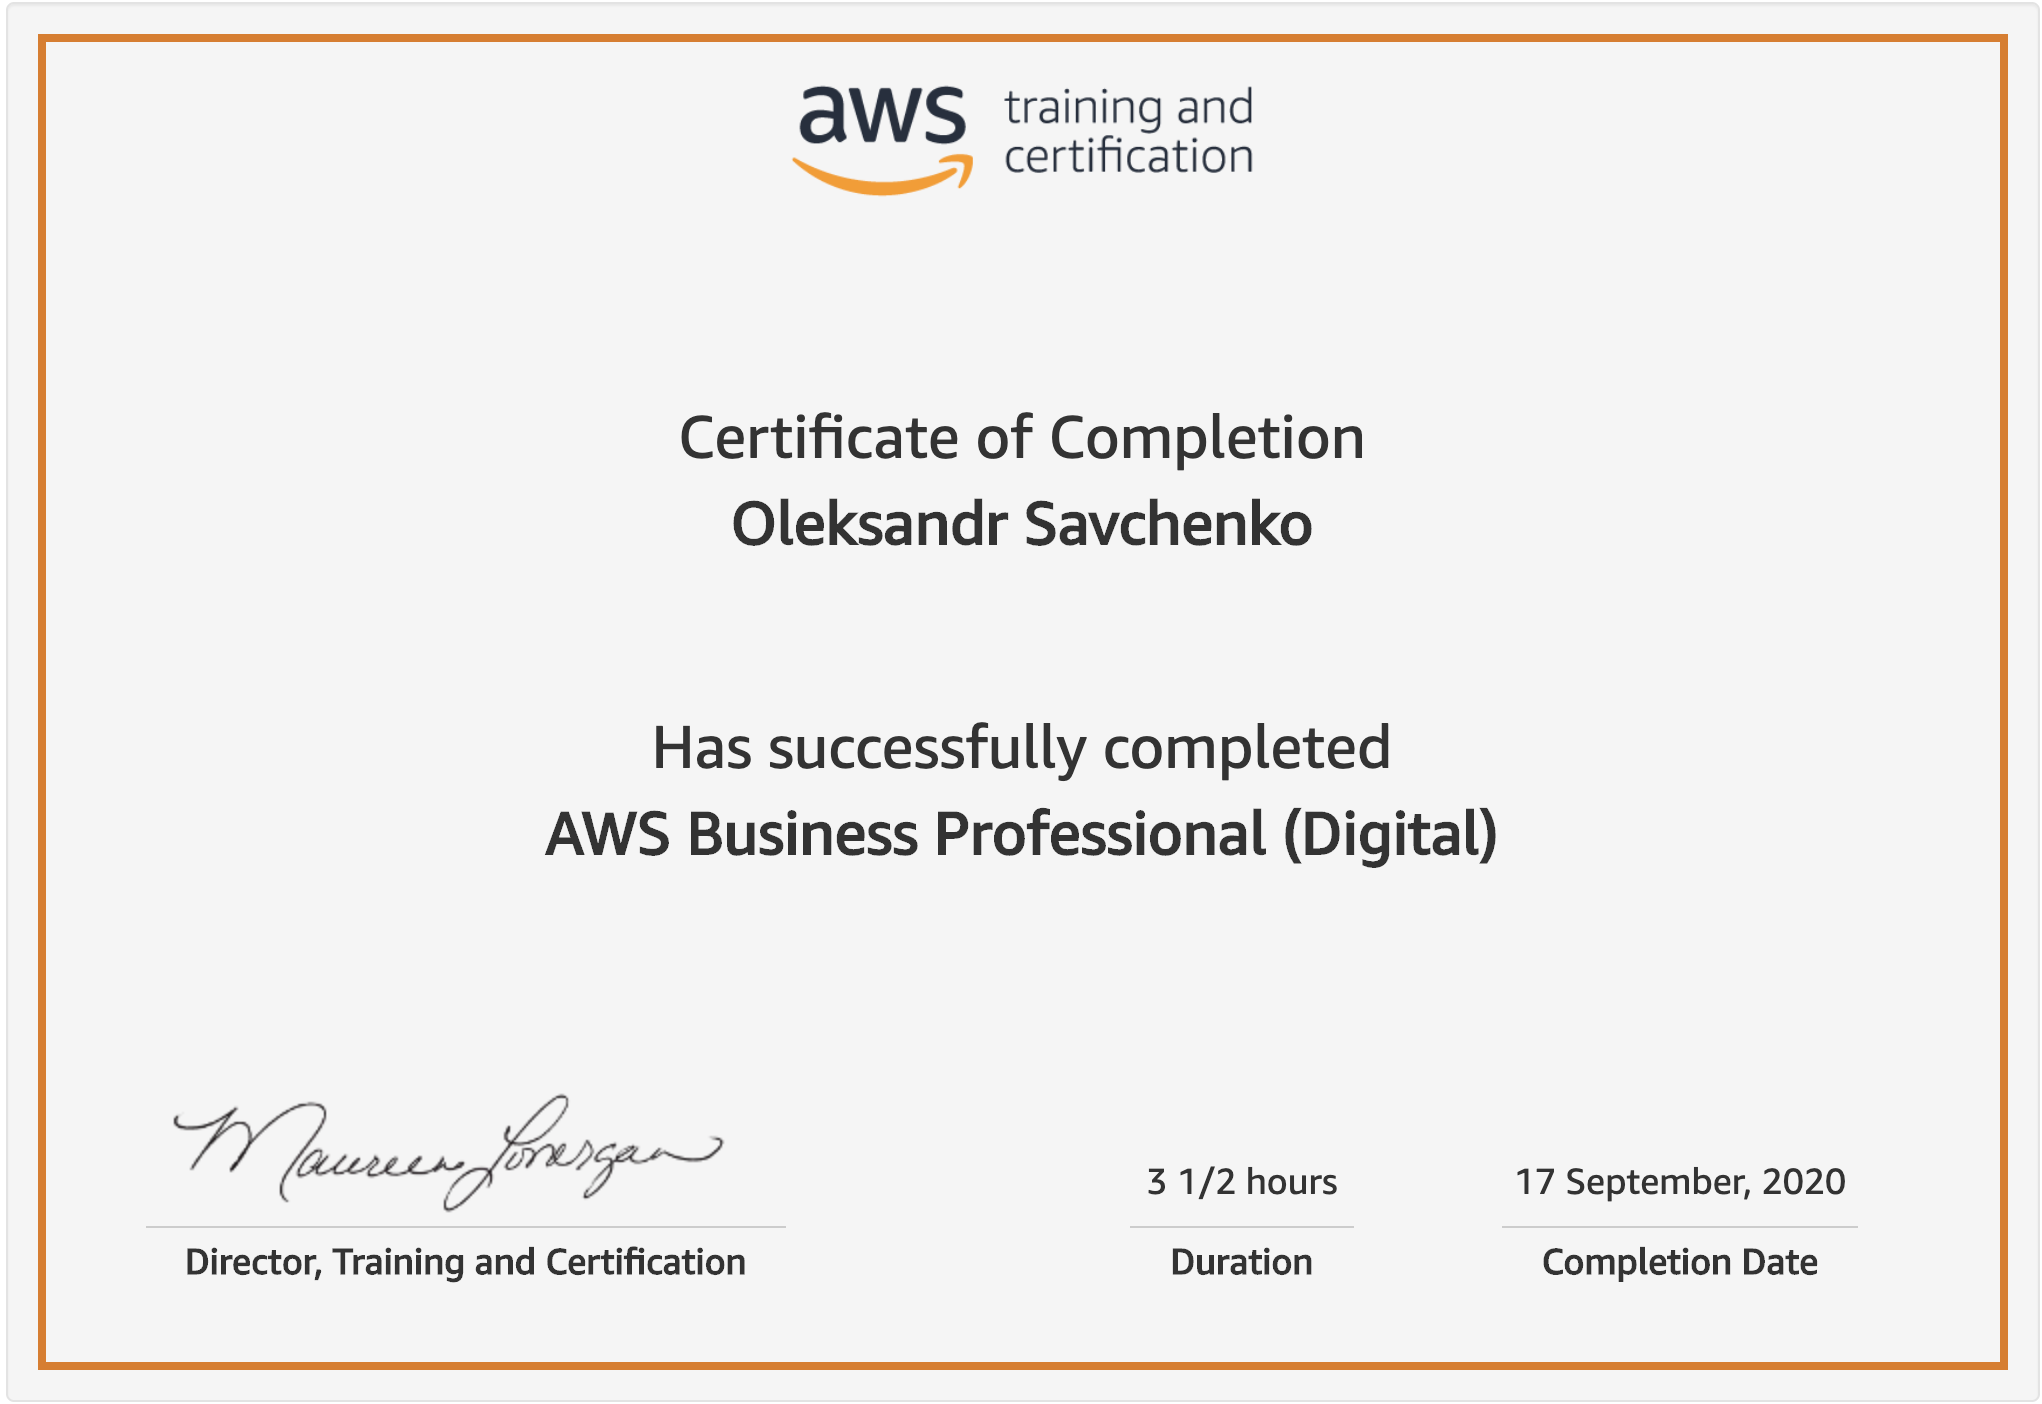 aws training and
certification
Certificate of Completion
Oleksandr Savchenko
Has successfully completed
AWS Business Professional (Digital)
Maureen Lonergan
3 1/2 hours
17 September, 2020
Director, Training and Certification
Duration
Completion Date